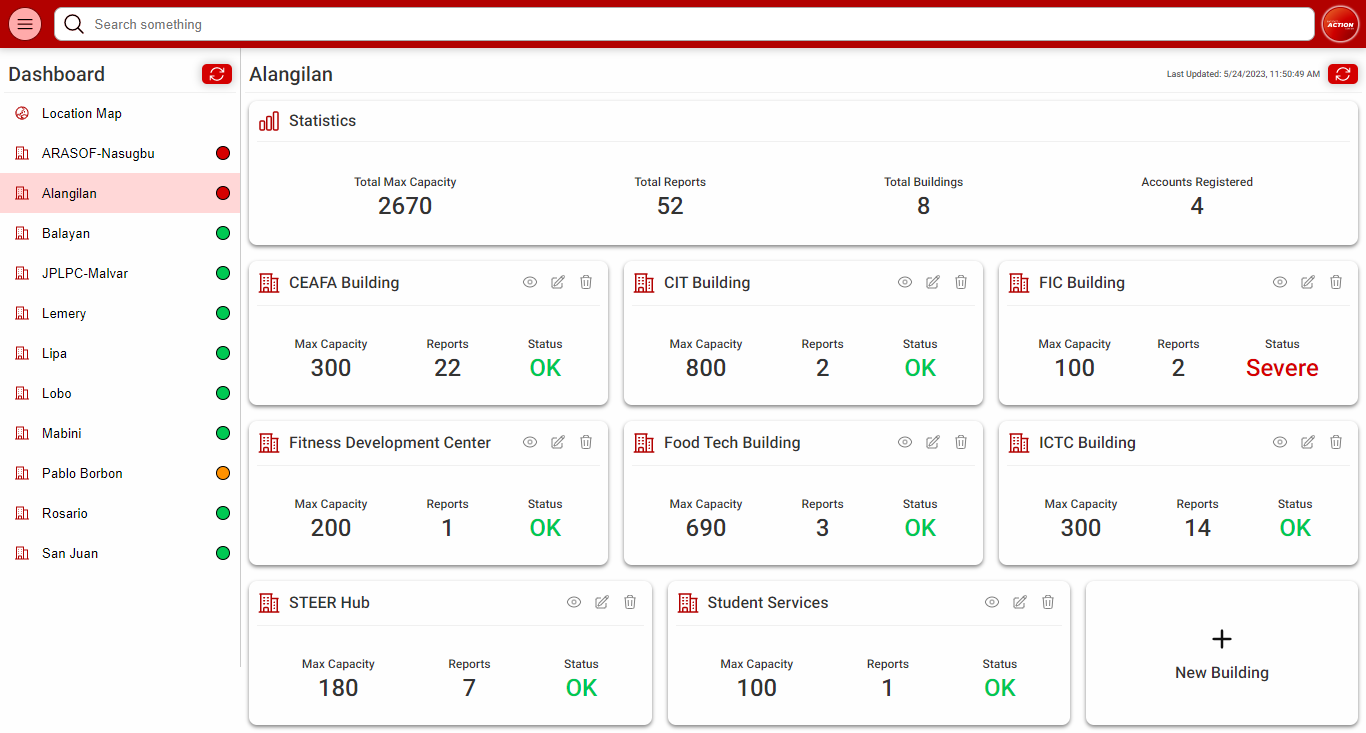 Search something
ACTION
Dashboard
Location Map
ARASOF-Nasugbu
Alangilan
Balayan
JPLPC-Malvar
Lemery
Lipa
Lobo
Mabini
Pablo Borbon
Rosario
San Juan
Alangilan
Last Updated: 5/24/2023, 11:50:49 AM
Statistics
Total Max Capacity Total Reports Total Buildings Accounts Registered
2670 52 8 4
CEAFA Building
Max Capacity Reports Status
300 22 OK
CIT Building
Max Capacity Reports Status
800 2 OK
FIC Building
Max Capacity Reports Status
100 2 Severe
Fitness Development Center
Max Capacity Reports Status
200 1 OK
Food Tech Building
Max Capacity Reports Status
690 3 OK
ICTC Building
Max Capacity Reports Status
300 14 OK
STEER Hub
Max Capacity Reports Status
180 7 OK
Student Services
Max Capacity Reports Status
100 1 OK
New Building